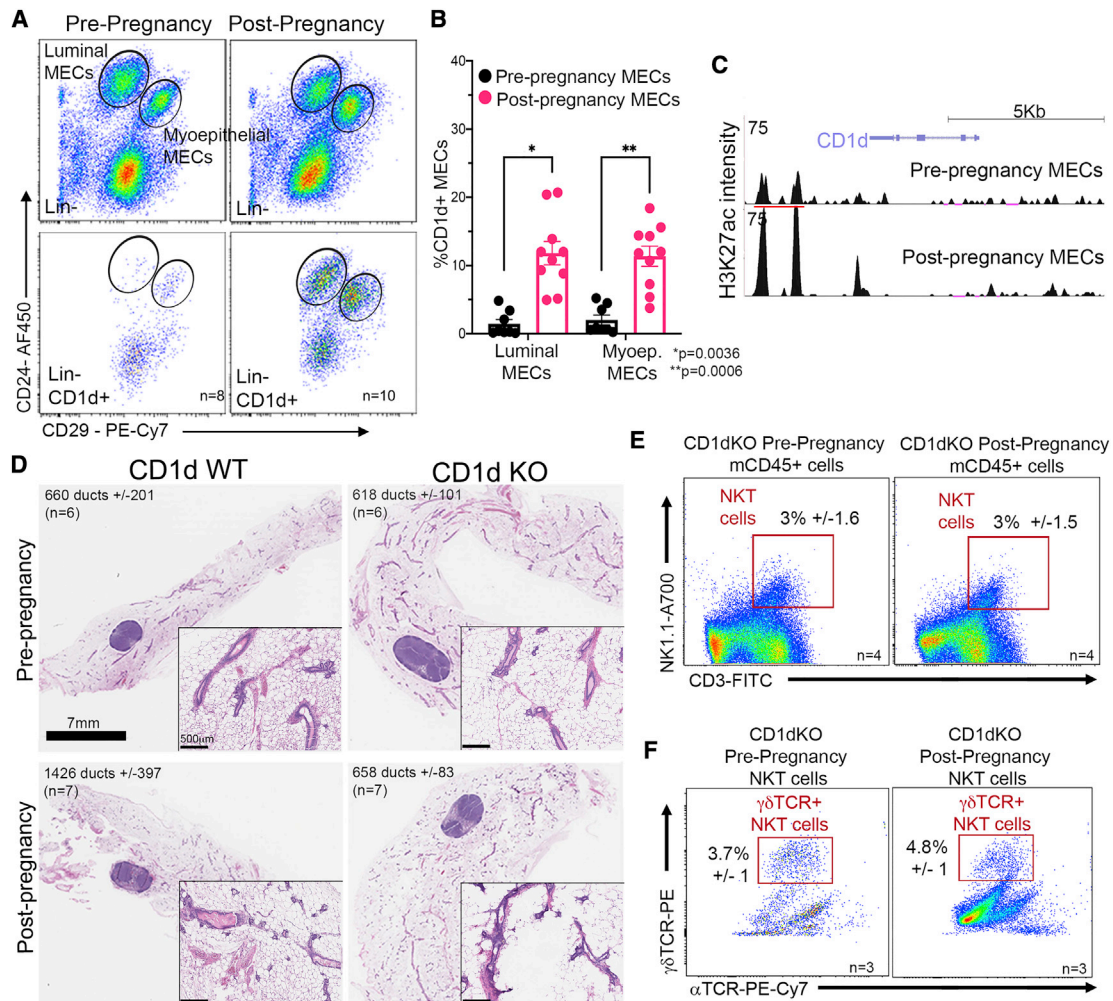 A
Pre-Pregnancy
Post-Pregnancy
Luminal
MECs
Myoepithelial
MECs
Lin-
Lin-
Lin-
CD1d+
n=8
Lin-
CD1d+
n=10
CD24- AF450
CD29 - PE-Cy7
B
Pre-pregnancy MECs
Post-pregnancy MECs
%CD1d+ MECs
40
30
20
10
0
*
**
Luminal
MECs
Myoep.
MECs
*p=0.0036
**p=0.0006
C
5Kb
75
CD1d
Pre-pregnancy MECs
75
Post-pregnancy MECs
H3K27ac intensity
D
CD1d WT
CD1d KO
Pre-pregnancy
660 ducts +/-201
(n=6)
7mm
500µm
618 ducts +/-101
(n=6)
Post-pregnancy
1426 ducts +/-397
(n=7)
658 ducts +/-83
(n=7)
E
CD1dKO Pre-Pregnancy
mCD45+ cells
CD1dKO Post-Pregnancy
mCD45+ cells
NKT
cells
3% +/-1.6
n=4
NKT
cells
3% +/-1.5
n=4
NK1.1-A700
CD3-FITC
F
CD1dKO
Pre-Pregnancy
NKT cells
CD1dKO
Post-Pregnancy
NKT cells
γδTCR+
NKT cells
3.7%
+/- 1
n=3
γδTCR+
NKT cells
4.8%
+/- 1
n=3
γδTCR-PE
αTCR-PE-Cy7